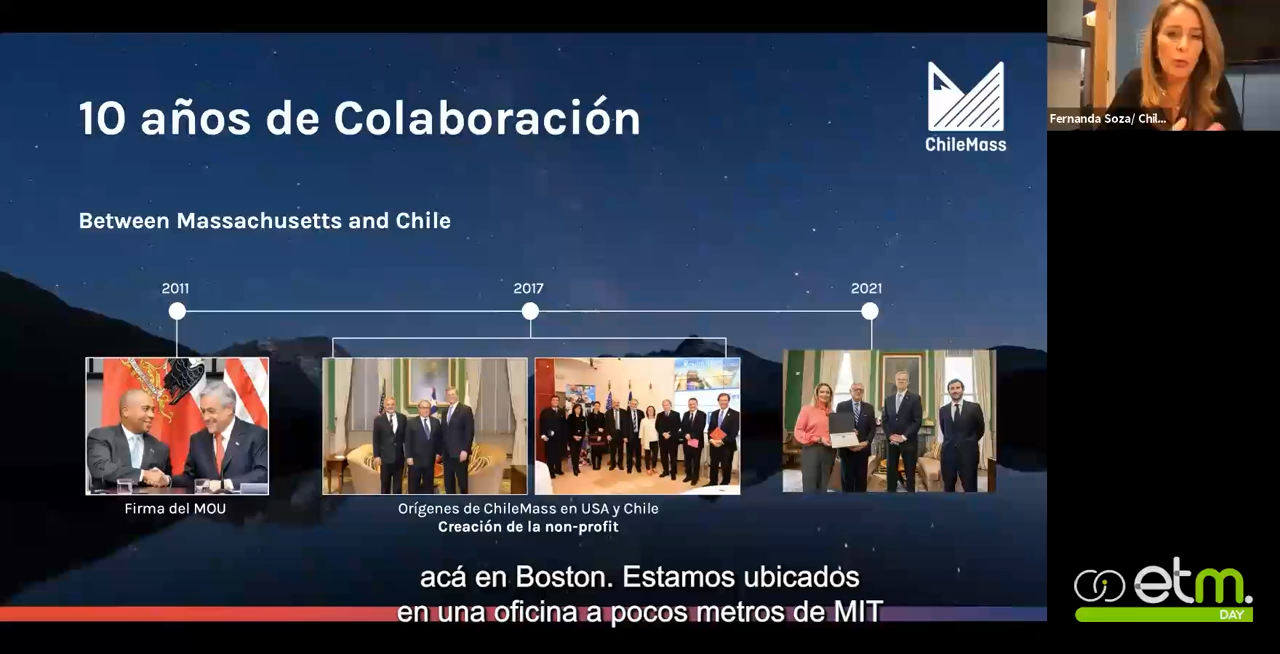 10 años de Colaboración
ChileMass
Between Massachusetts and Chile
2011
2017
2021
Firma del MOU
Orígenes de ChileMass en USA y Chile
Creación de la non-profit
acá en Boston. Estamos ubicados
en una oficina a pocos metros de MIT
Fernanda Soza/ Chil...
etm.
DAY